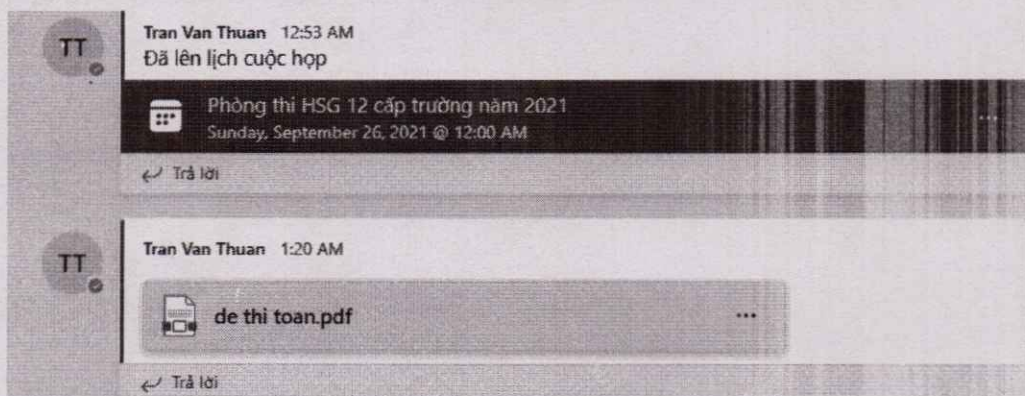 TT
Tran Van Thuan 12:53 AM
Đã lên lịch cuộc họp
Phòng thi HSG 12 cấp trường năm 2021
Sunday, September 26, 2021 @ 12:00 AM
...
Trả lời
TT
Tran Van Thuan 1:20 AM
de thi toan.pdf
...
Trả lời